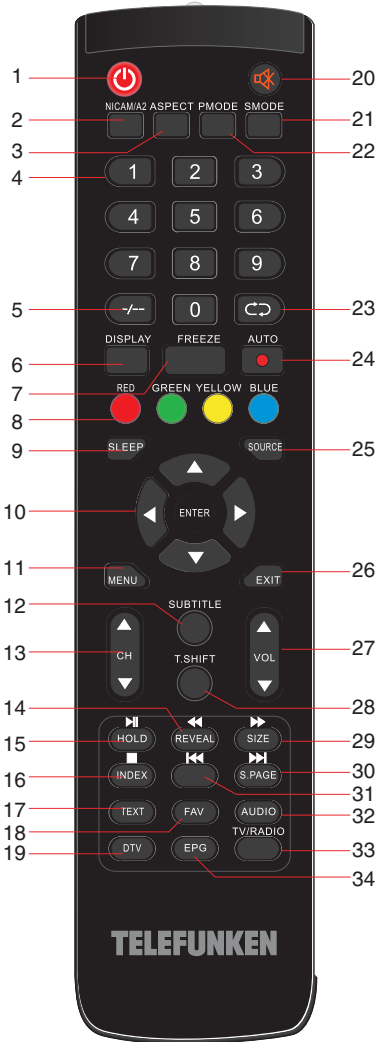 1 20
NICAM/A2 ASPECT PMODE SMODE
2 21
3 22
4 1 2 3
4 5 6
7 8 9
5 -/-- 0 23
DISPLAY FREEZE AUTO
6 24
7
RED GREEN YELLOW BLUE
8
9 SLEEP SOURCE 25
10 ENTER
11 26
MENU EXIT
12 SUBTITLE
13 CH VOL 27
T.SHIFT
14 28
15 HOLD REVEAL SIZE 29
16 INDEX S.PAGE 30
31
17 TEXT FAV AUDIO 32
18
TV/RADIO
19 DTV EPG 33
34
TELEFUNKEN